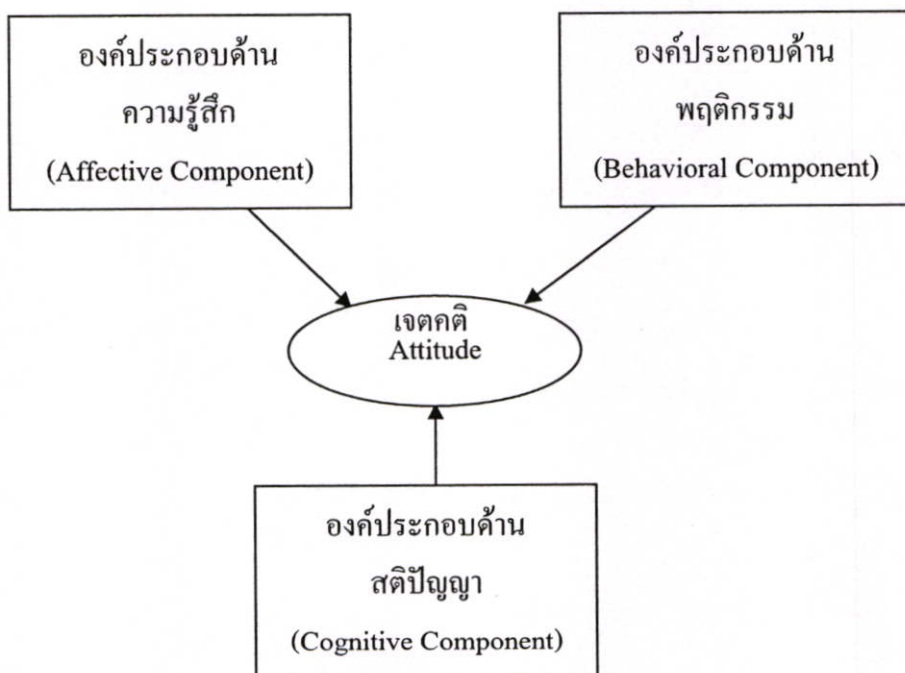 องค์ประกอบด้าน
ความรู้สึก
(Affective Component)
องค์ประกอบด้าน
พฤติกรรม
(Behavioral Component)
เจตคติ
Attitude
องค์ประกอบด้าน
สติปัญญา
(Cognitive Component)